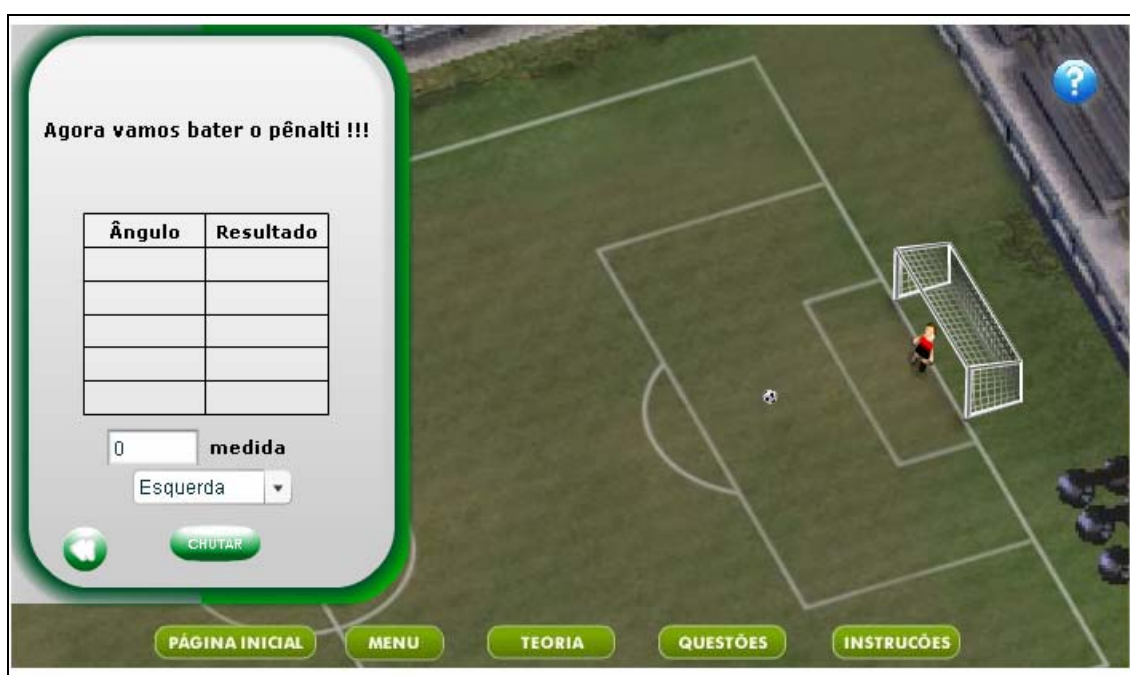 Agora vamos bater o pênalti !!!
Ângulo Resultado
0 medida
Esquerda
CHUTAR
PÁGINA INICIAL MENU TEORIA QUESTÕES INSTRUCÕES
?